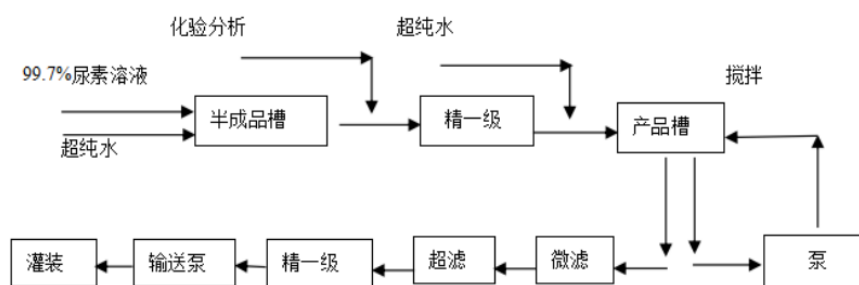 化验分析
超纯水
99.7%尿素溶液
搅拌
半成品槽
精一级
产品槽
超纯水
灌装
输送泵
精一级
超滤
微滤
泵